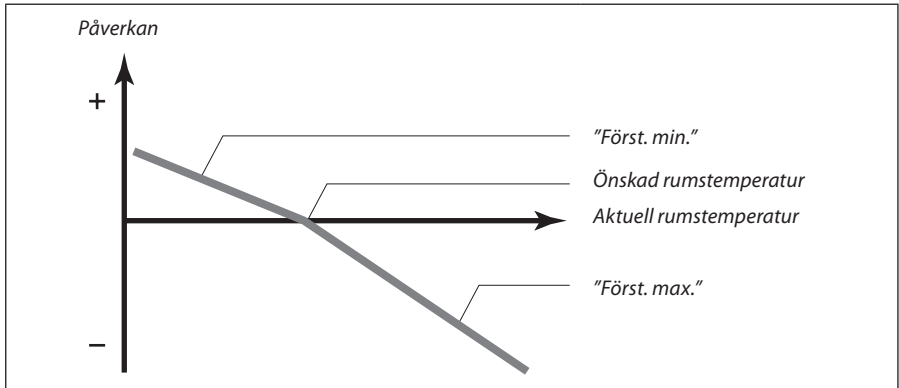 Påverkan
+
"Först. min."
Önskad rumstemperatur
Aktuell rumstemperatur
"Först. max."
–